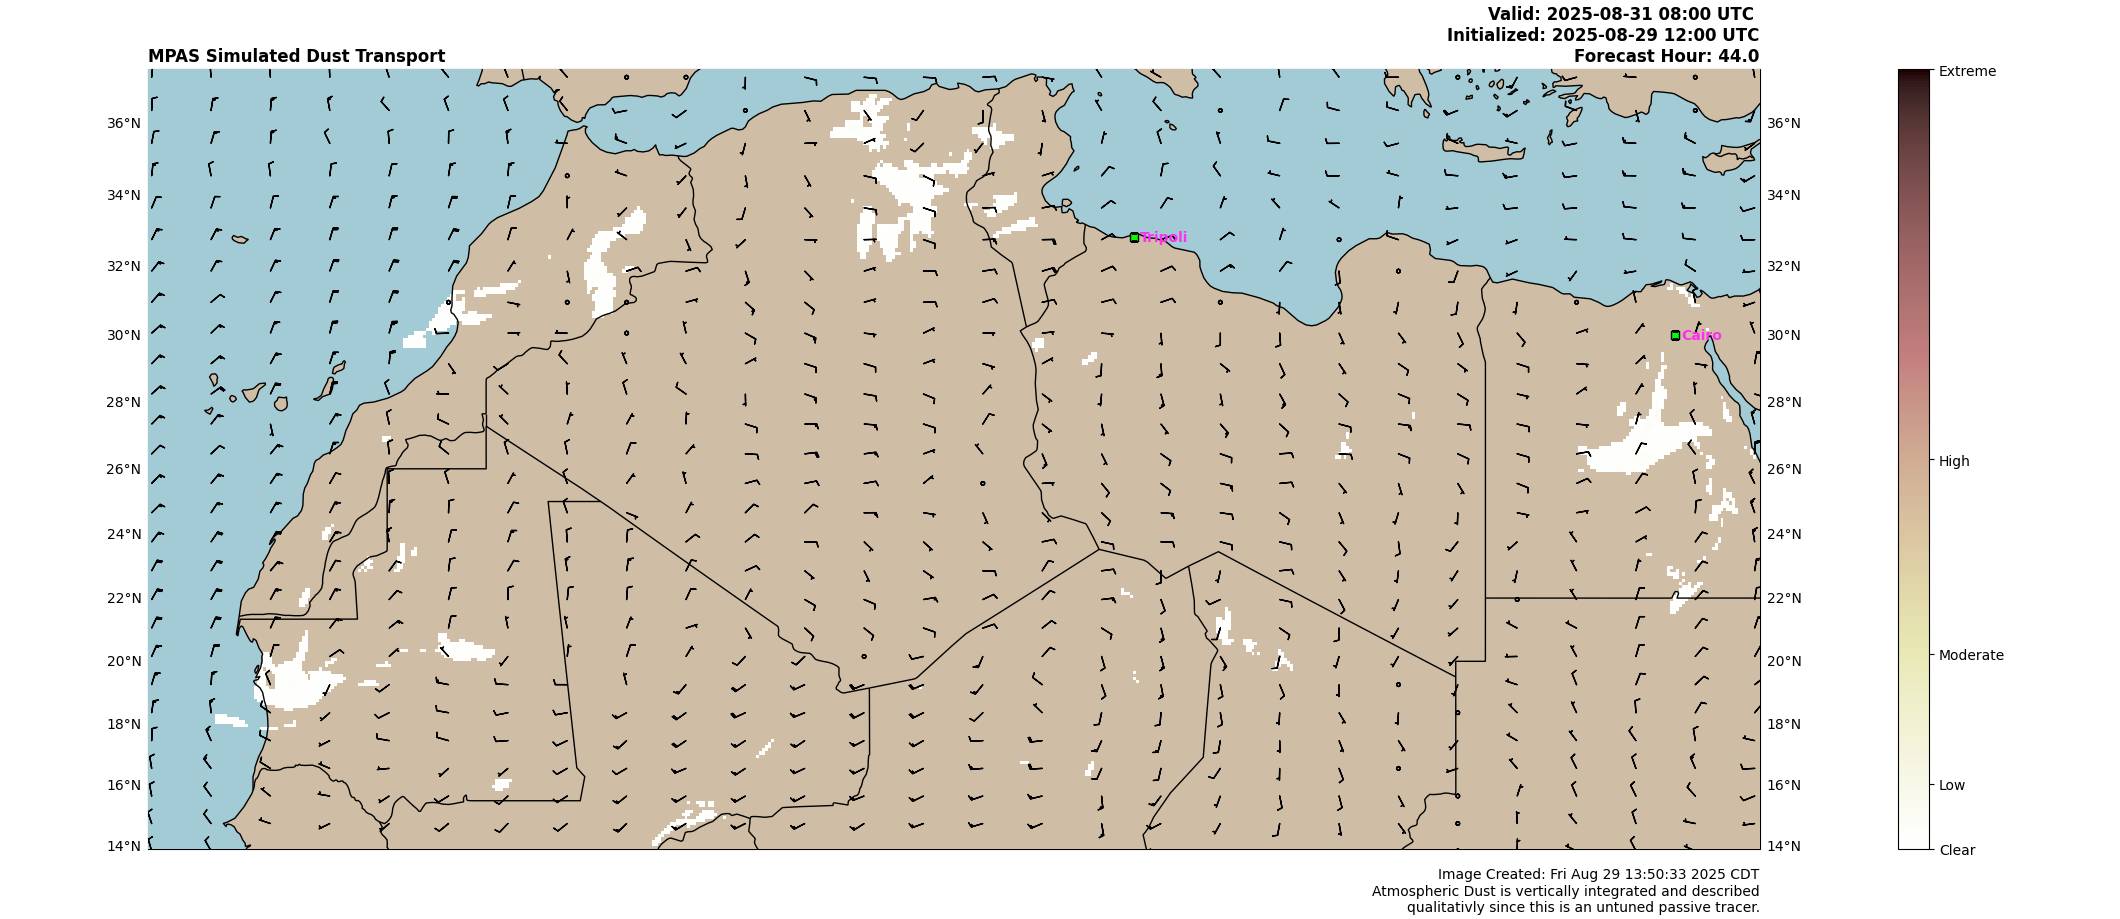 Valid: 2025-08-31 08:00 UTC
Initialized: 2025-08-29 12:00 UTC
MPAS Simulated Dust Transport
Forecast Hour: 44.0
Extreme
36°N
36°N
34°N
34°N
Tripoli
32°N
32°N
30°N
Cairo
30°N
28°N
28°N
26°N
26°N
High
24°N
24°N
22°N
22°N
20°N
20°N
Moderate
18°N
18°N
16°N
16°N
Low
14°N
14°N
Clear
Image Created: Fri Aug 29 13:50:33 2025 CDT
Atmospheric Dust is vertically integrated and described
qualitativly since this is an untuned passive tracer.